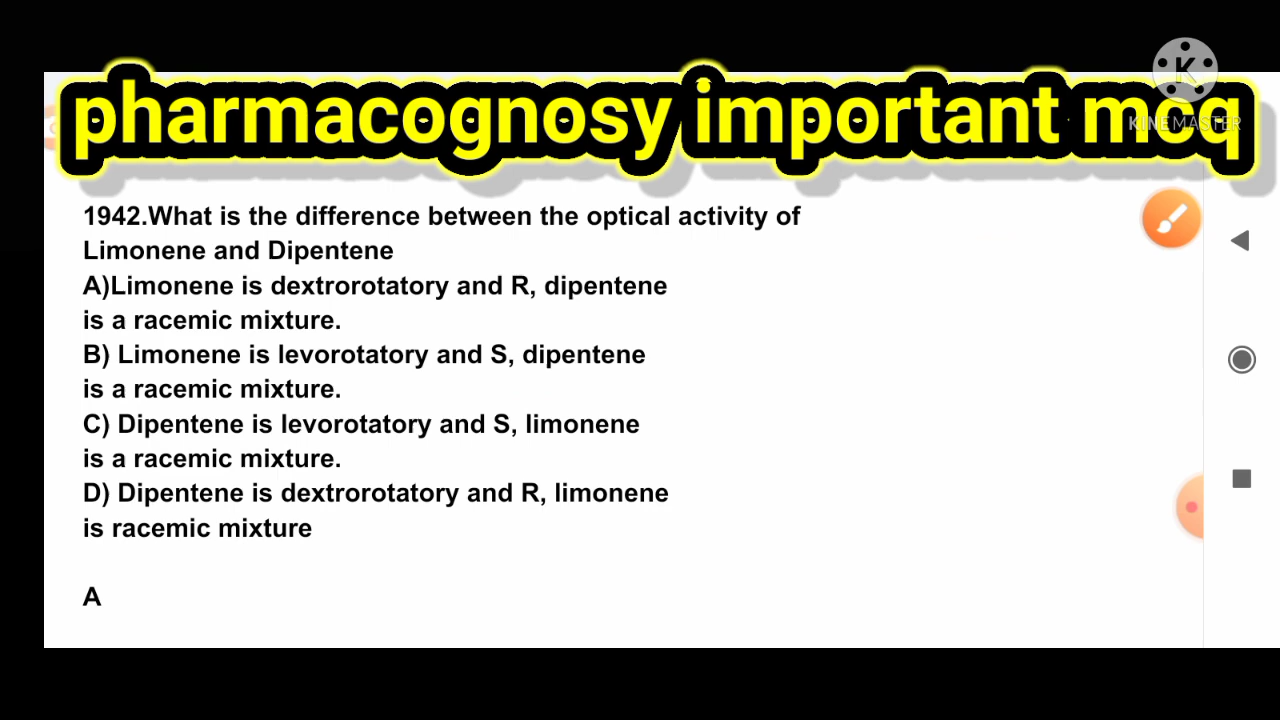 pharmacognosy important mcq
KINEMASTER
1942.What is the difference between the optical activity of
Limonene and Dipentene
A)Limonene is dextrorotatory and R, dipentene
is a racemic mixture.
B) Limonene is levorotatory and S, dipentene
is a racemic mixture.
C) Dipentene is levorotatory and S, limonene
is a racemic mixture.
D) Dipentene is dextrorotatory and R, limonene
is racemic mixture
A